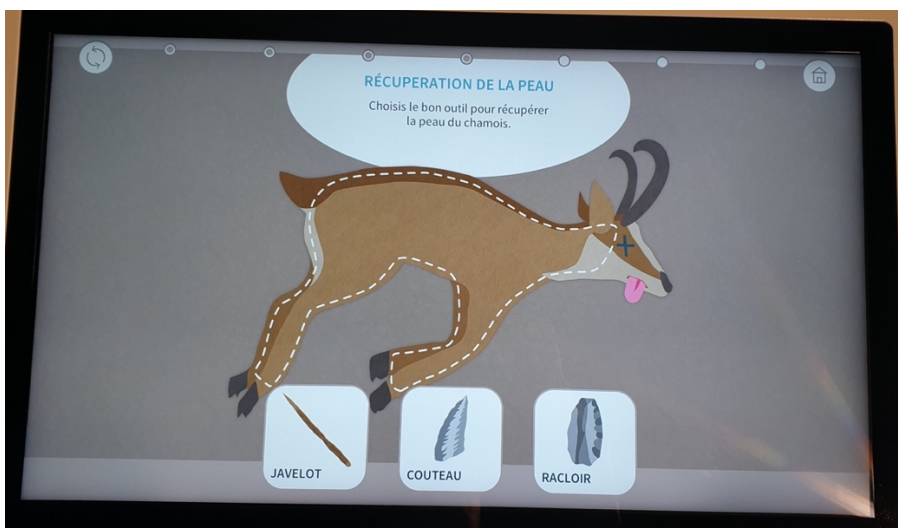 RÉCUPERATION DE LA PEAU
Choisis le bon outil pour récupérer
la peau du chamois.
JAVELOT
COUTEAU
RACLOIR